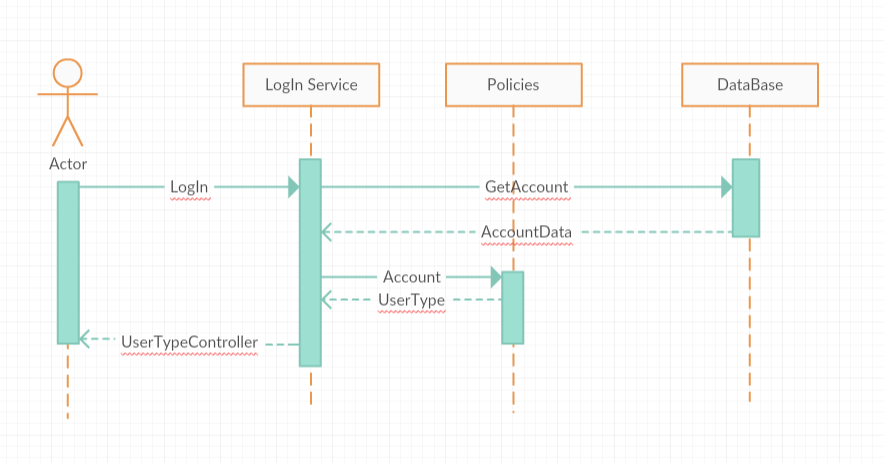 LogIn Service
Policies
DataBase
Actor
LogIn
GetAccount
AccountData
Account
UserType
UserTypeController